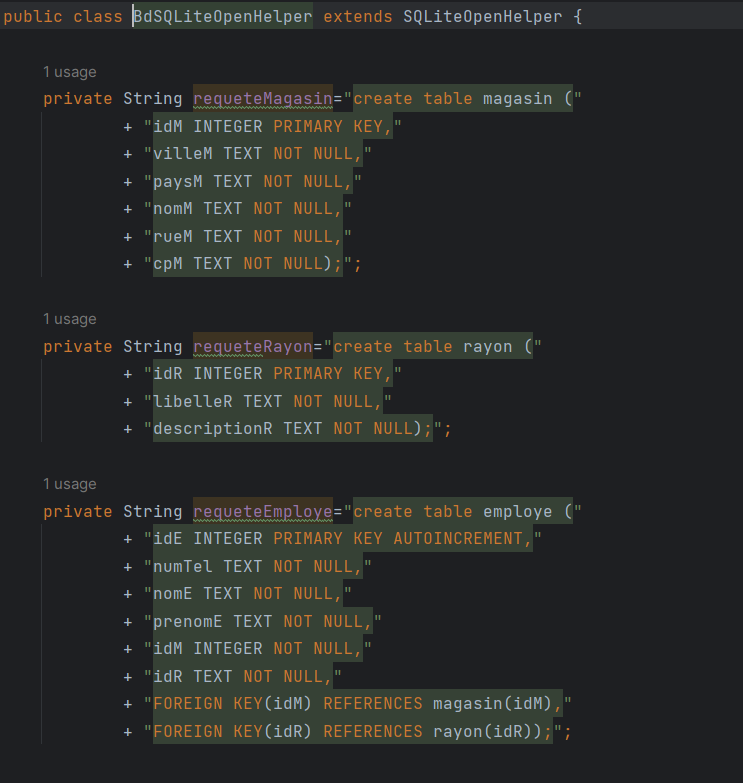 public class BdSQLiteOpenHelper extends SQLiteOpenHelper {
1 usage
private String requeteMagasin="create table magasin ("
+ "idM INTEGER PRIMARY KEY,"
+ "villeM TEXT NOT NULL,"
+ "paysM TEXT NOT NULL,"
+ "nomM TEXT NOT NULL,"
+ "rueM TEXT NOT NULL,"
+ "cpM TEXT NOT NULL);";
1 usage
private String requeteRayon="create table rayon ("
+ "idR INTEGER PRIMARY KEY,"
+ "libelleR TEXT NOT NULL,"
+ "descriptionR TEXT NOT NULL);";
1 usage
private String requeteEmploye="create table employe ("
+ "idE INTEGER PRIMARY KEY AUTOINCREMENT,"
+ "numTel TEXT NOT NULL,"
+ "nomE TEXT NOT NULL,"
+ "prenomE TEXT NOT NULL,"
+ "idM INTEGER NOT NULL,"
+ "idR TEXT NOT NULL,"
+ "FOREIGN KEY(idM) REFERENCES magasin(idM),"
+ "FOREIGN KEY(idR) REFERENCES rayon(idR));";